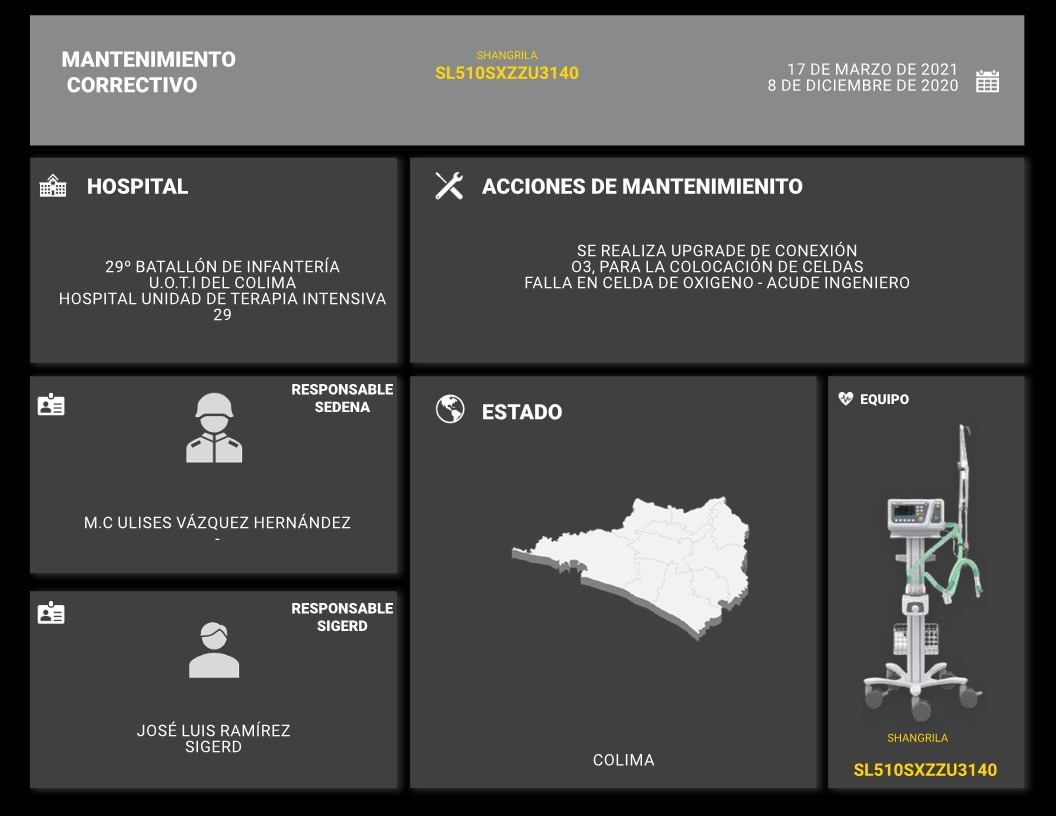 MANTENIMIENTO
CORRECTIVO
SHANGRILA
SL510SXZZU3140
17 DE MARZO DE 2021
8 DE DICIEMBRE DE 2020
HOSPITAL
29º BATALLÓN DE INFANTERÍA
U.O.T.I DEL COLIMA
HOSPITAL UNIDAD DE TERAPIA INTENSIVA
29
ACCIONES DE MANTENIMIENITO
SE REALIZA UPGRADE DE CONEXIÓN
O3, PARA LA COLOCACIÓN DE CELDAS
FALLA EN CELDA DE OXIGENO - ACUDE INGENIERO
RESPONSABLE
SEDENA
M.C ULISES VÁZQUEZ HERNÁNDEZ
-
RESPONSABLE
SIGERD
JOSÉ LUIS RAMÍREZ
SIGERD
ESTADO
COLIMA
EQUIPO
SHANGRILA
SL510SXZZU3140